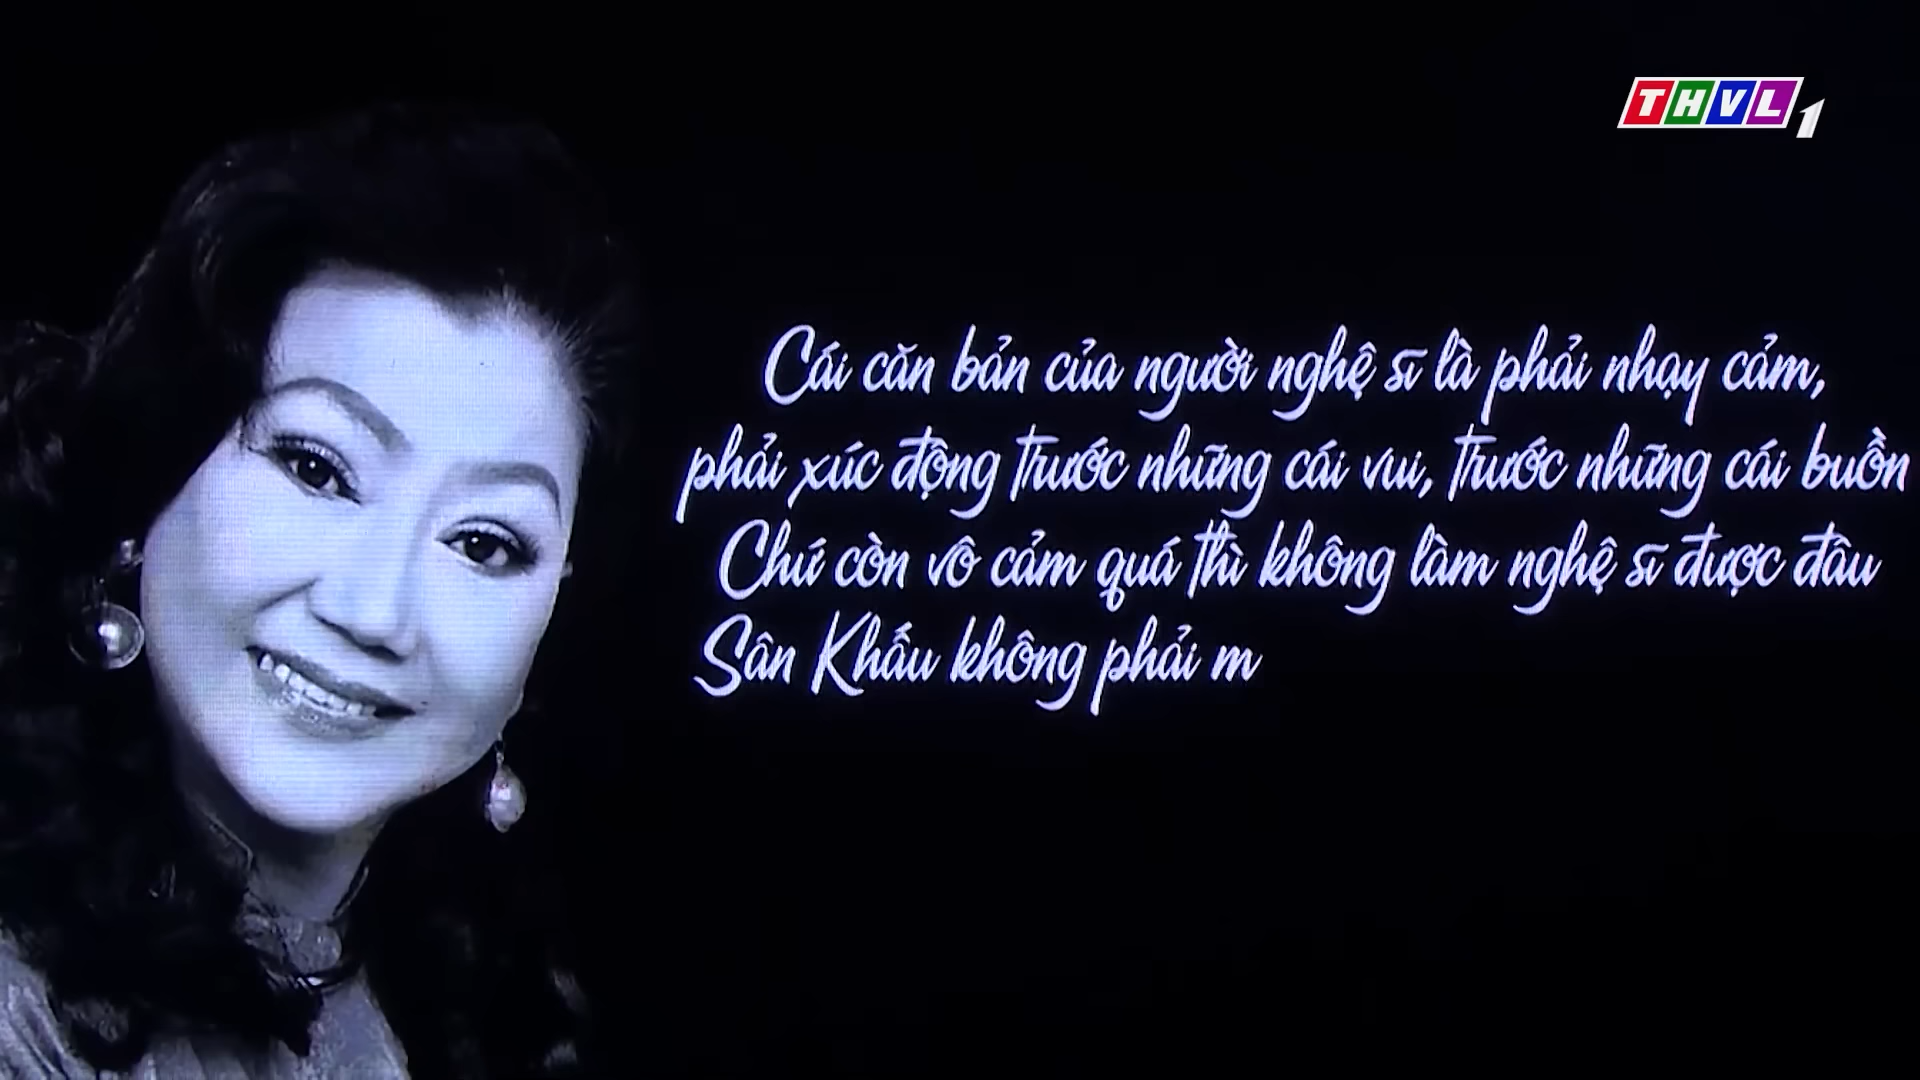 THVL1
Cái căn bản của người nghệ sĩ là phải nhạy cảm,
phải xúc động trước những cái vui, trước những cái buồn
Chứ còn vô cảm quá thì không làm nghệ sĩ được đâu
Sân Khấu không phải m